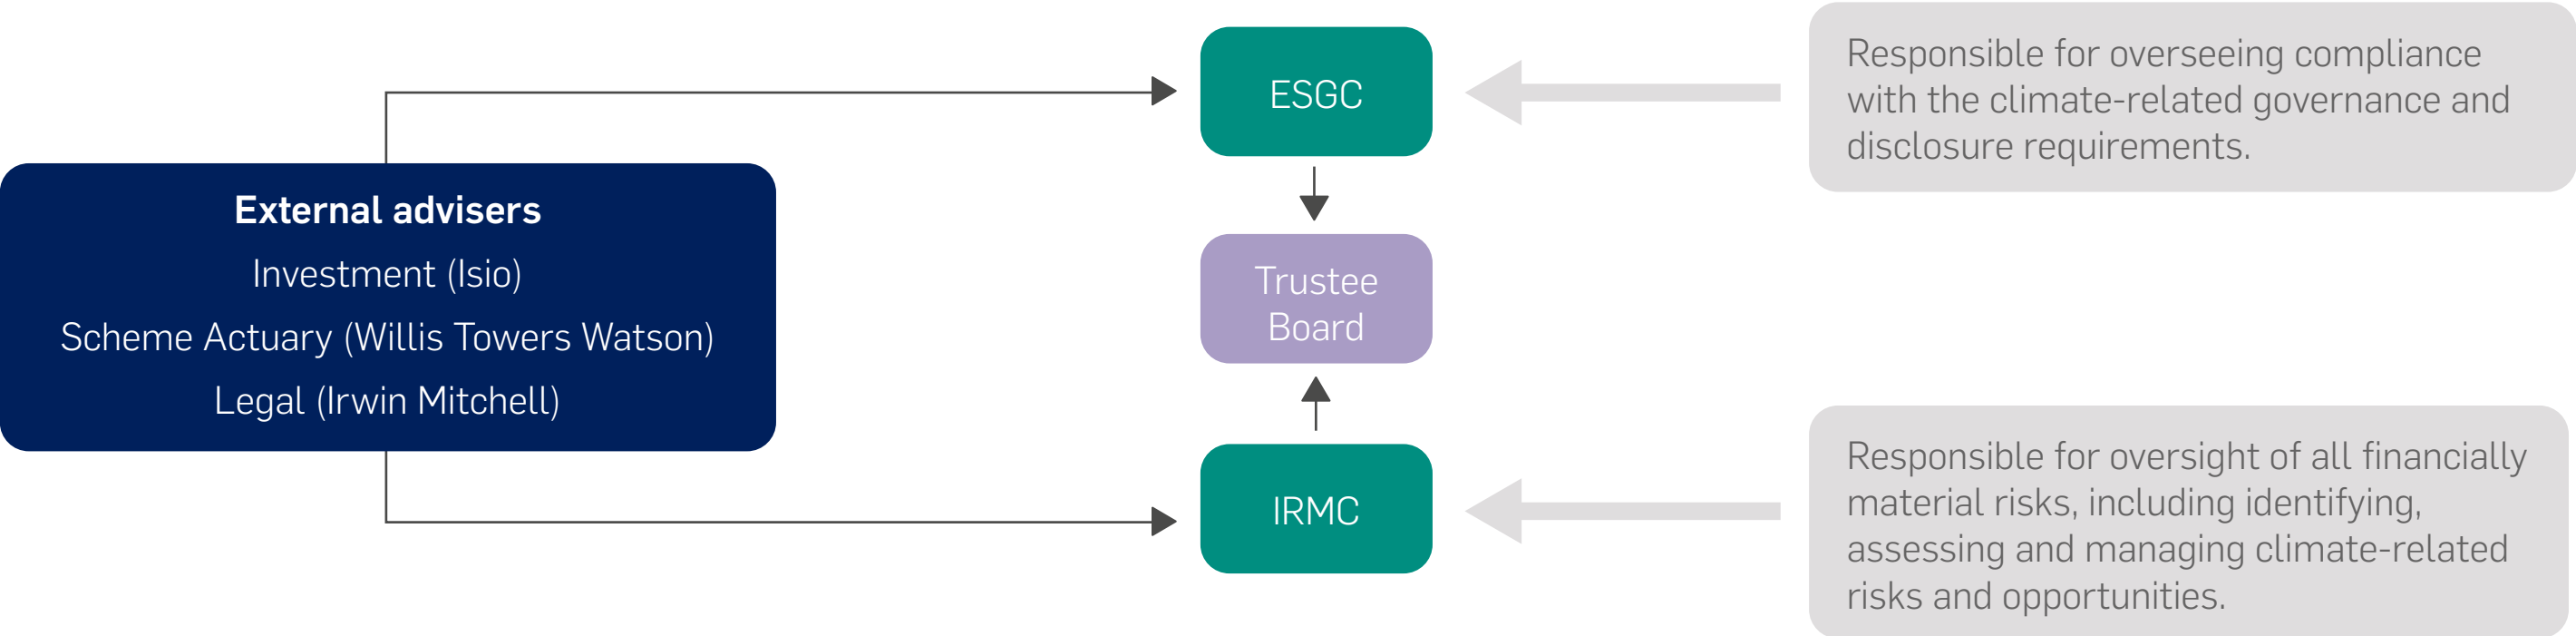 External advisers
Investment (Isio)
Scheme Actuary (Willis Towers Watson)
Legal (Irwin Mitchell)
ESGC
Trustee
Board
IRMC
Responsible for overseeing compliance
with the climate-related governance and
disclosure requirements.
Responsible for oversight of all financially
material risks, including identifying,
assessing and managing climate-related
risks and opportunities.